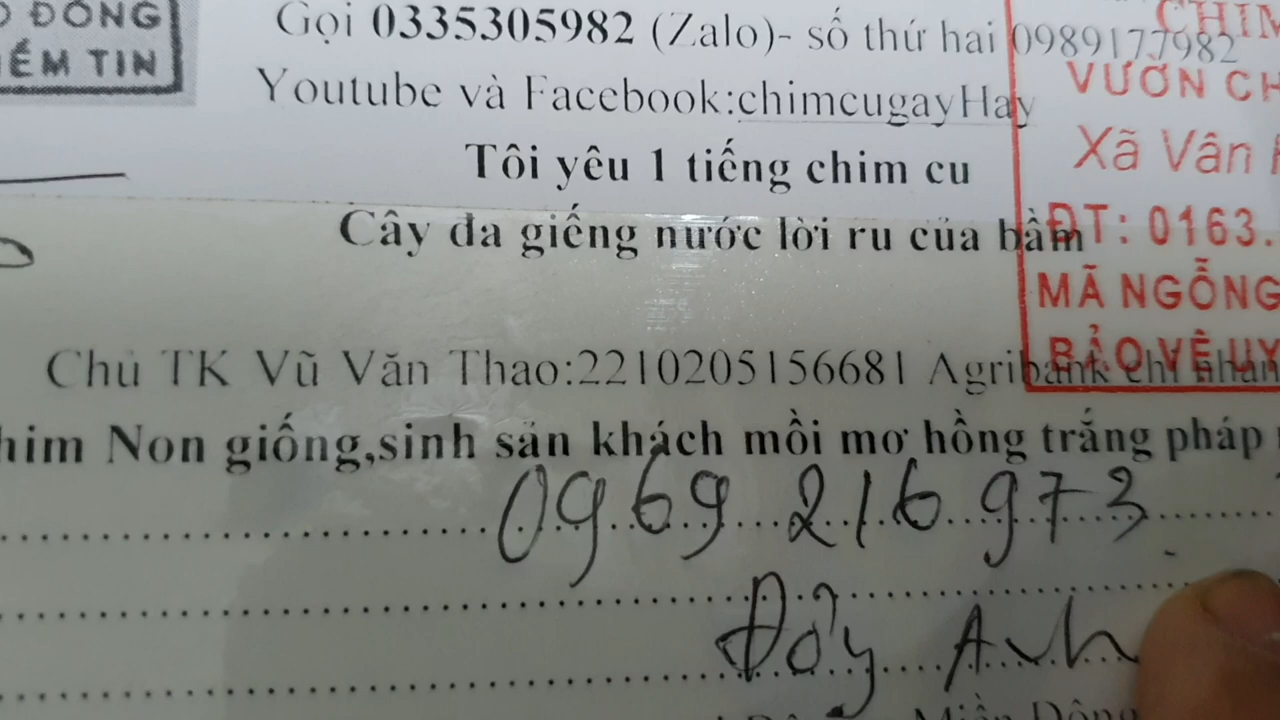 ĐỒNG
ẾM TIN
Gọi 0335305982 (Zalo)- số thứ hai 0989177982
Youtube và Facebook:chimcugayHay
Tôi yêu 1 tiếng chim cu
Cây đa giếng nước lời ru của bầm
CHIM
VƯỜN CH
Xã Vân
ĐT: 0163.
MÃ NGỖNG
BẢO VỆ UY
Chủ TK Vũ Văn Thao:2210205156681 Agribank chi nhán
him Non giống,sinh sản khách mồi mơ hồng trắng pháp
0969 216 973
Anh
Miền Đông